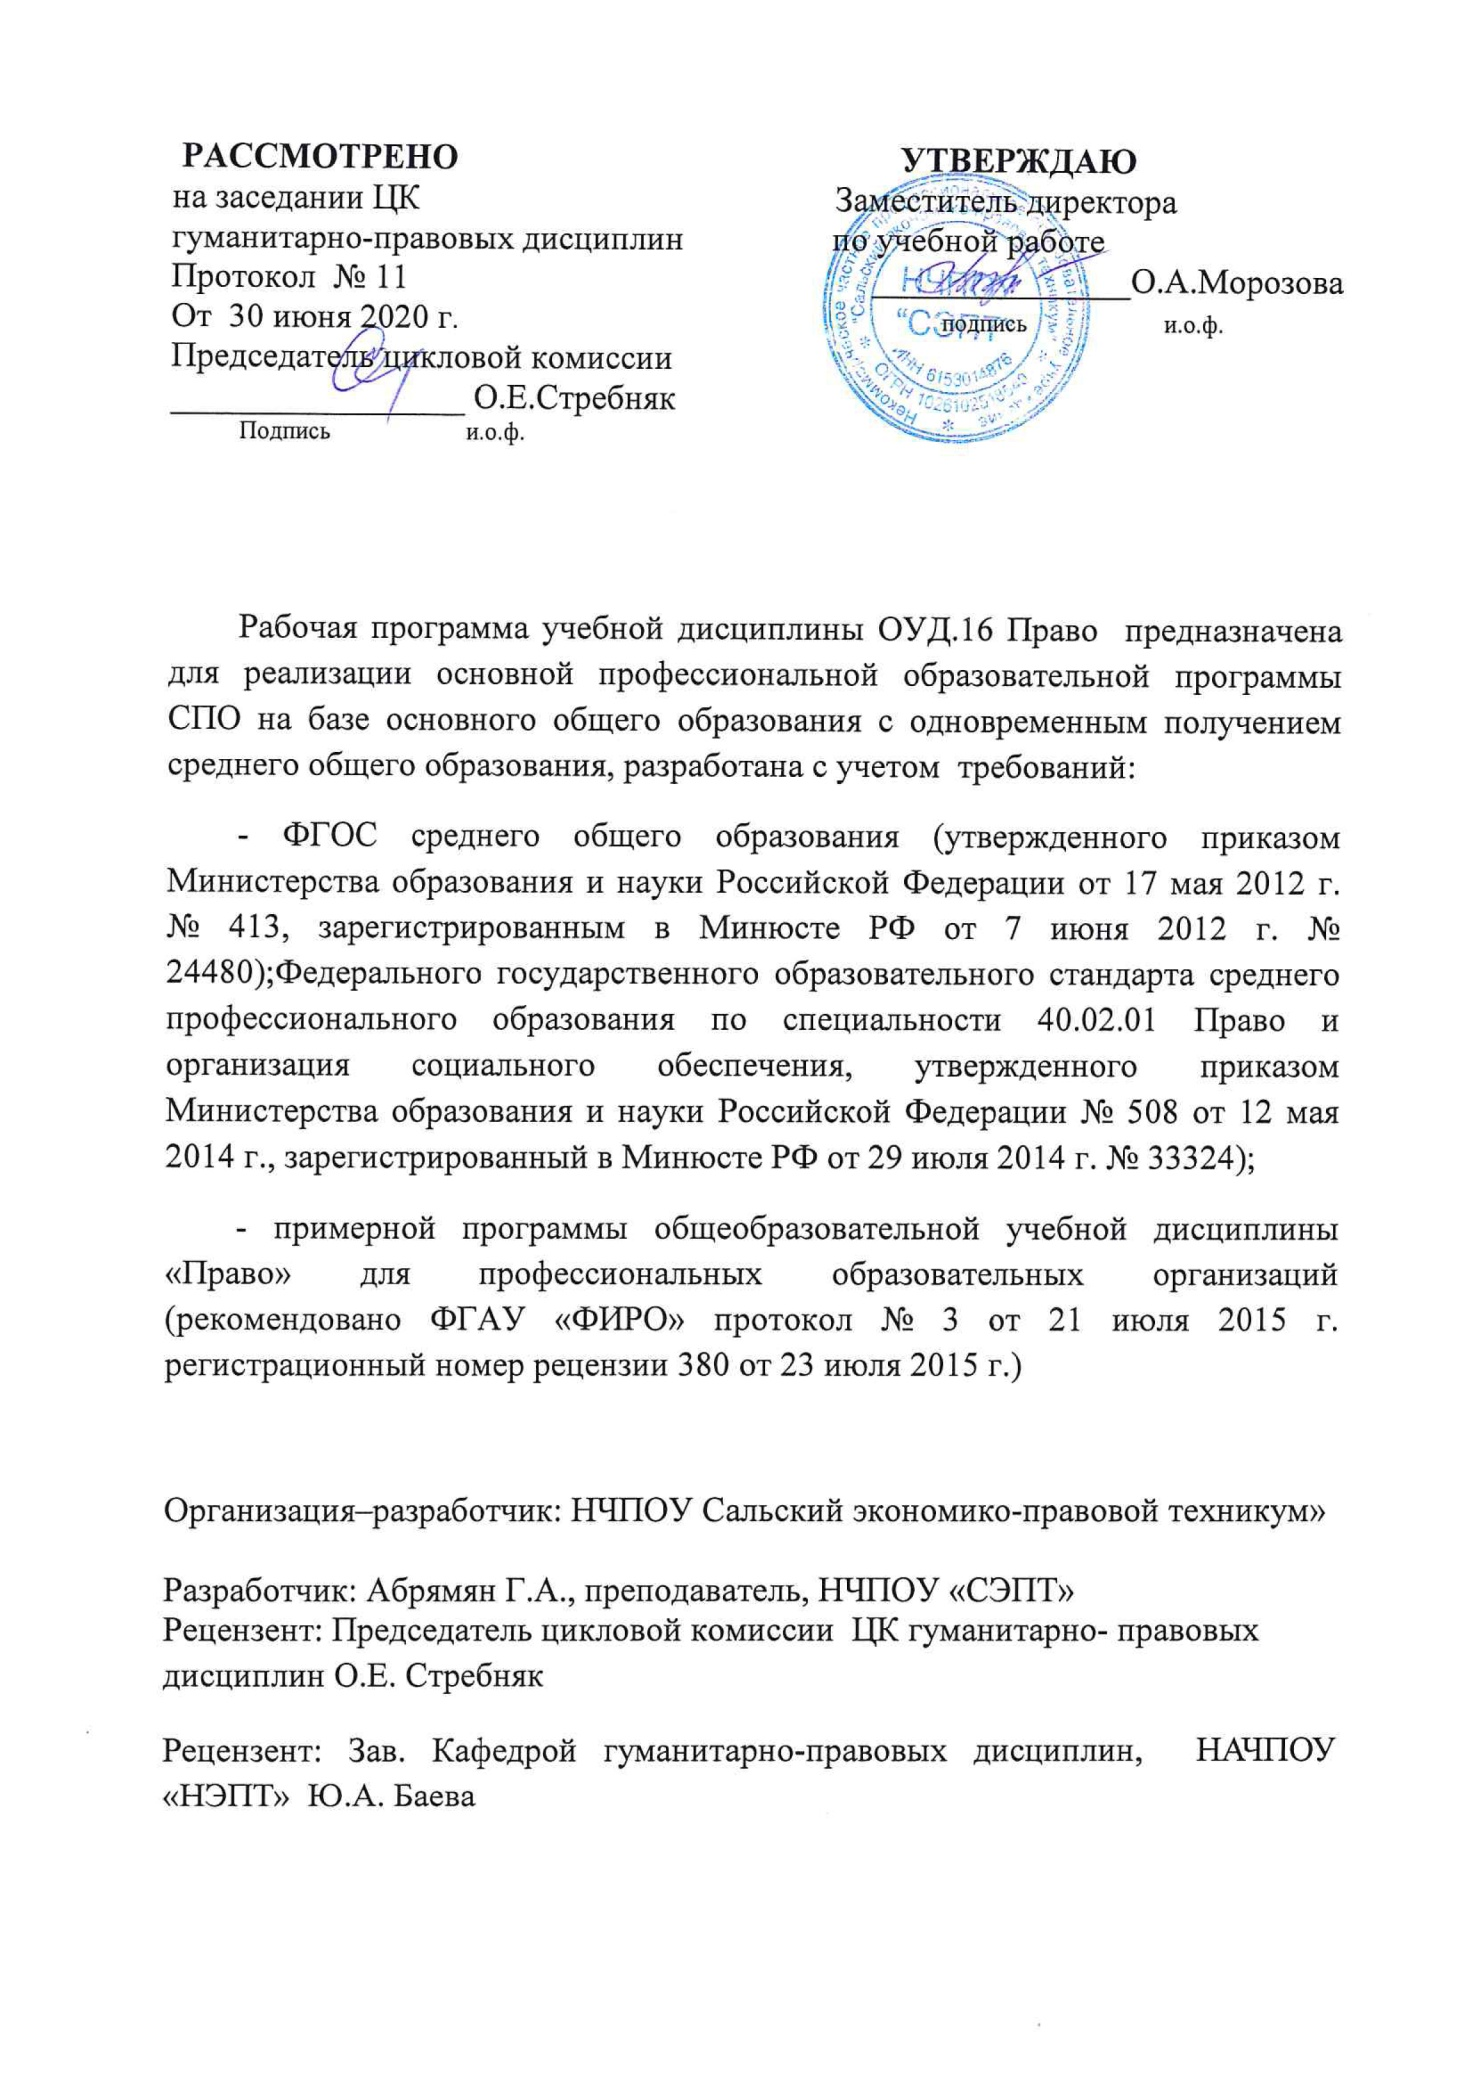 РАССМОТРЕНО
на заседании ЦК
гуманитарно-правовых дисциплин
Протокол № 11
От 30 июня 2020 г.
Председатель цикловой комиссии
О.Е.Стребняк
Подпись и.о.ф.
УТВЕРЖДАЮ
Заместитель директора
по учебной работе
О.А.Морозова
подпись и.о.ф.
"Сальский
техникум"
"СЭПТ"
ИНН 6153014876
ОГРН
Рабочая программа учебной дисциплины ОУД.16 Право предназначена
для реализации основной профессиональной образовательной программы
СПО на базе основного общего образования с одновременным получением
среднего общего образования, разработана с учетом требований:
- ФГОС среднего общего образования (утвержденного приказом
Министерства образования и науки Российской Федерации от 17 мая 2012 г.
№ 413, зарегистрированным в Минюсте РФ от 7 июня 2012 г. №
24480);Федерального государственного образовательного стандарта среднего
профессионального образования по специальности 40.02.01 Право и
организация социального обеспечения, утвержденного приказом
Министерства образования и науки Российской Федерации № 508 от 12 мая
2014 г., зарегистрированный в Минюсте РФ от 29 июля 2014 г. № 33324);
- примерной программы общеобразовательной учебной дисциплины
«Право» для профессиональных образовательных организаций
(рекомендовано ФГАУ «ФИРО» протокол № 3 от 21 июля 2015 г.
регистрационный номер рецензии 380 от 23 июля 2015 г.)
Организация–разработчик: НЧПОУ Сальский экономико-правовой техникум»
Разработчик: Абрямян Г.А., преподаватель, НЧПОУ «СЭПТ»
Рецензент: Председатель цикловой комиссии ЦК гуманитарно- правовых
дисциплин О.Е. Стребняк
Рецензент: Зав. Кафедрой гуманитарно-правовых дисциплин, НАЧПОУ
«НЭПТ» Ю.А. Баева